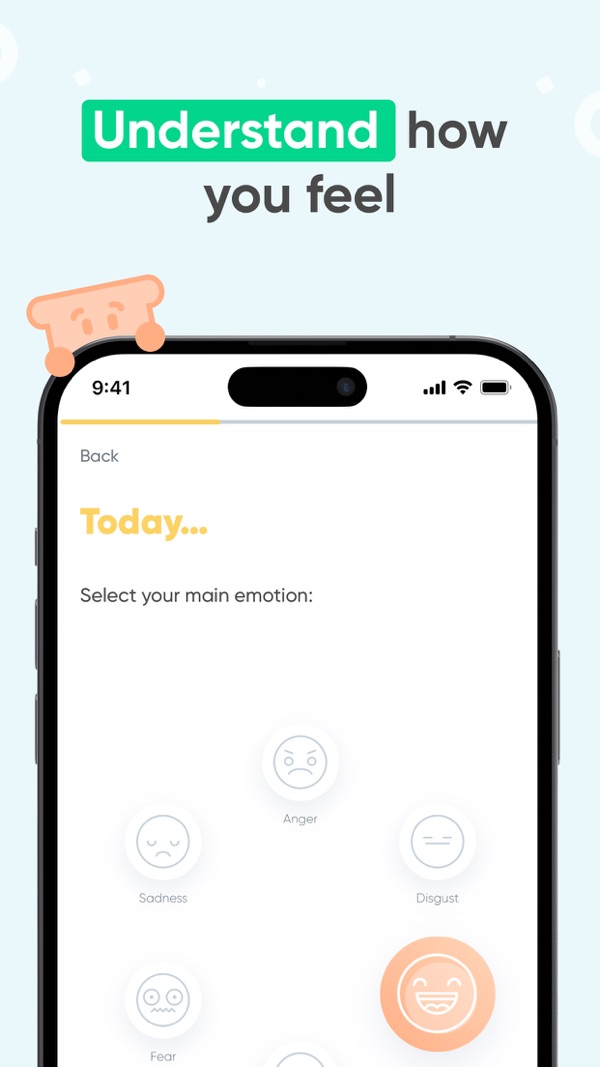 Understand how
you feel
9:41
Back
Today...
Select your main emotion:
Anger
Sadness
Disgust
Fear